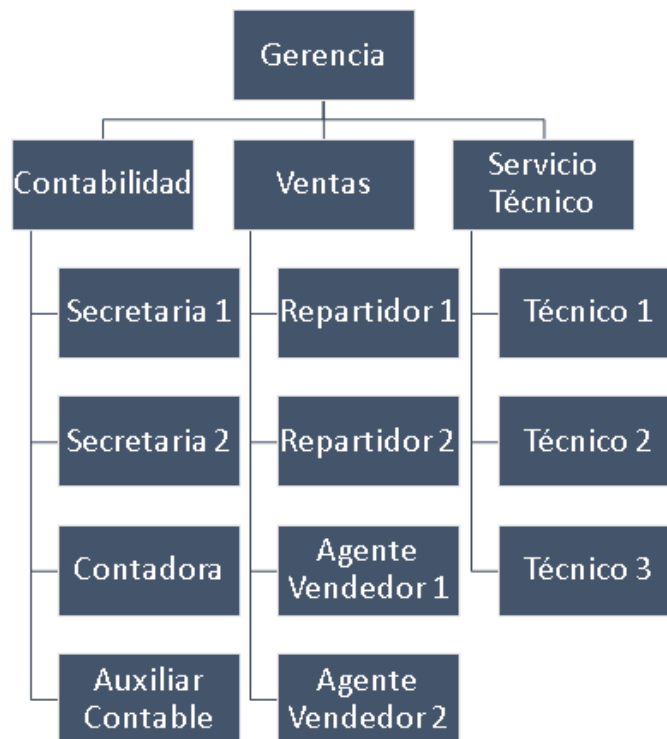 Gerencia
Contabilidad
Ventas
Servicio
Técnico
Secretaria 1
Repartidor 1
Técnico 1
Secretaria 2
Repartidor 2
Técnico 2
Contadora
Agente
Vendedor 1
Técnico 3
Auxiliar
Contable
Agente
Vendedor 2